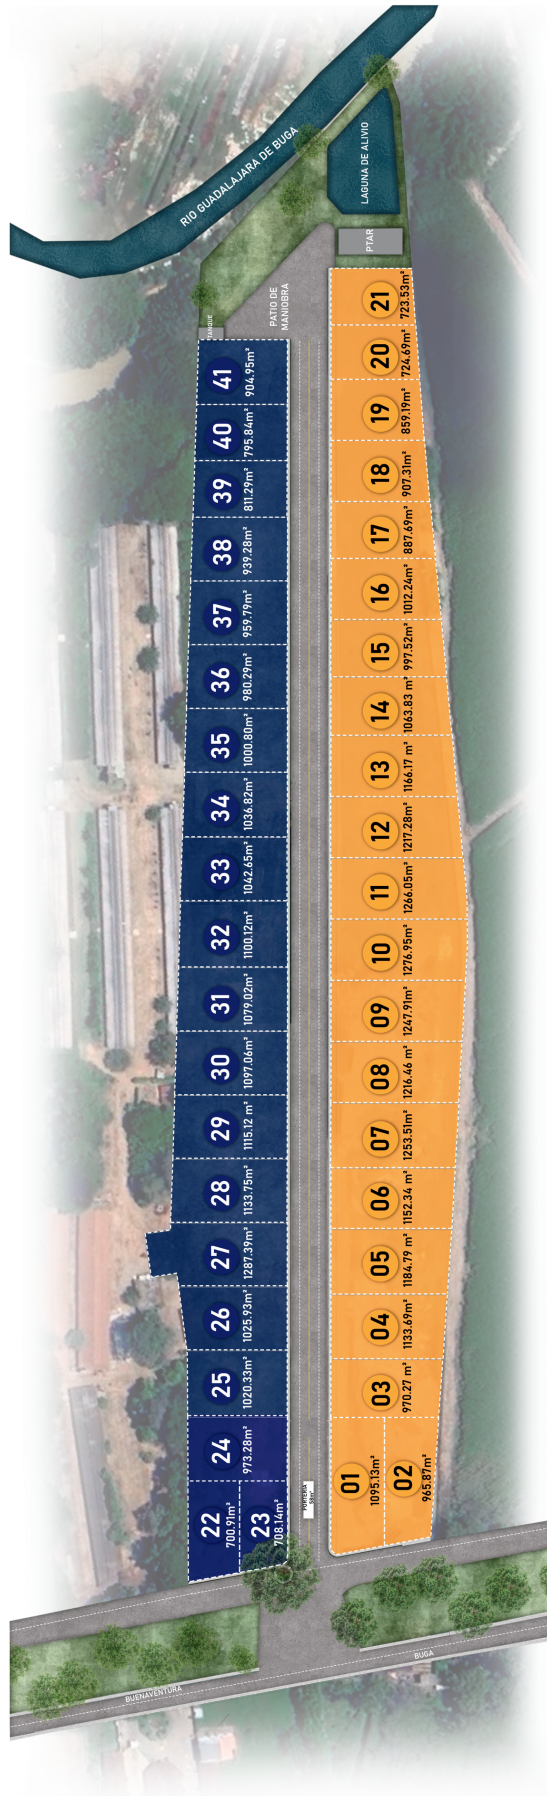 RIO GUADALAJARA DE BUGA
LAGUNA DE ALIVIO
PTAR
TANQUE
PATIO DE
MANIOBRA
41
904.95m²
40
795.84m²
39
811.29m²
38
939.28m²
37
959.79m²
36
980.29m²
35
1000.80m²
34
1036.82m²
33
1042.65m²
32
1100.12m²
31
1079.02m²
30
1097.06m²
29
1115.12 m²
28
1133.75m²
27
1287.39m²
26
1025.93m²
25
1020.33m²
24
973.28m²
22
700.91m²
23
708.14m²
21
723.53m²
20
724.69m²
19
859.19m²
18
907.31m²
17
887.69m²
16
1012.24m²
15
997.52m²
14
1063.83 m²
13
1166.17 m²
12
1217.28m²
11
1266.05m²
10
1276.95m²
09
1247.91m²
08
1216.46 m²
07
1253.51m²
06
1152.34 m²
05
1184.79 m²
04
1133.69m²
03
970.27 m²
01
1095.13m²
02
965.87m²
PORTERIA
58m²
BUENAVENTURA
BUGA